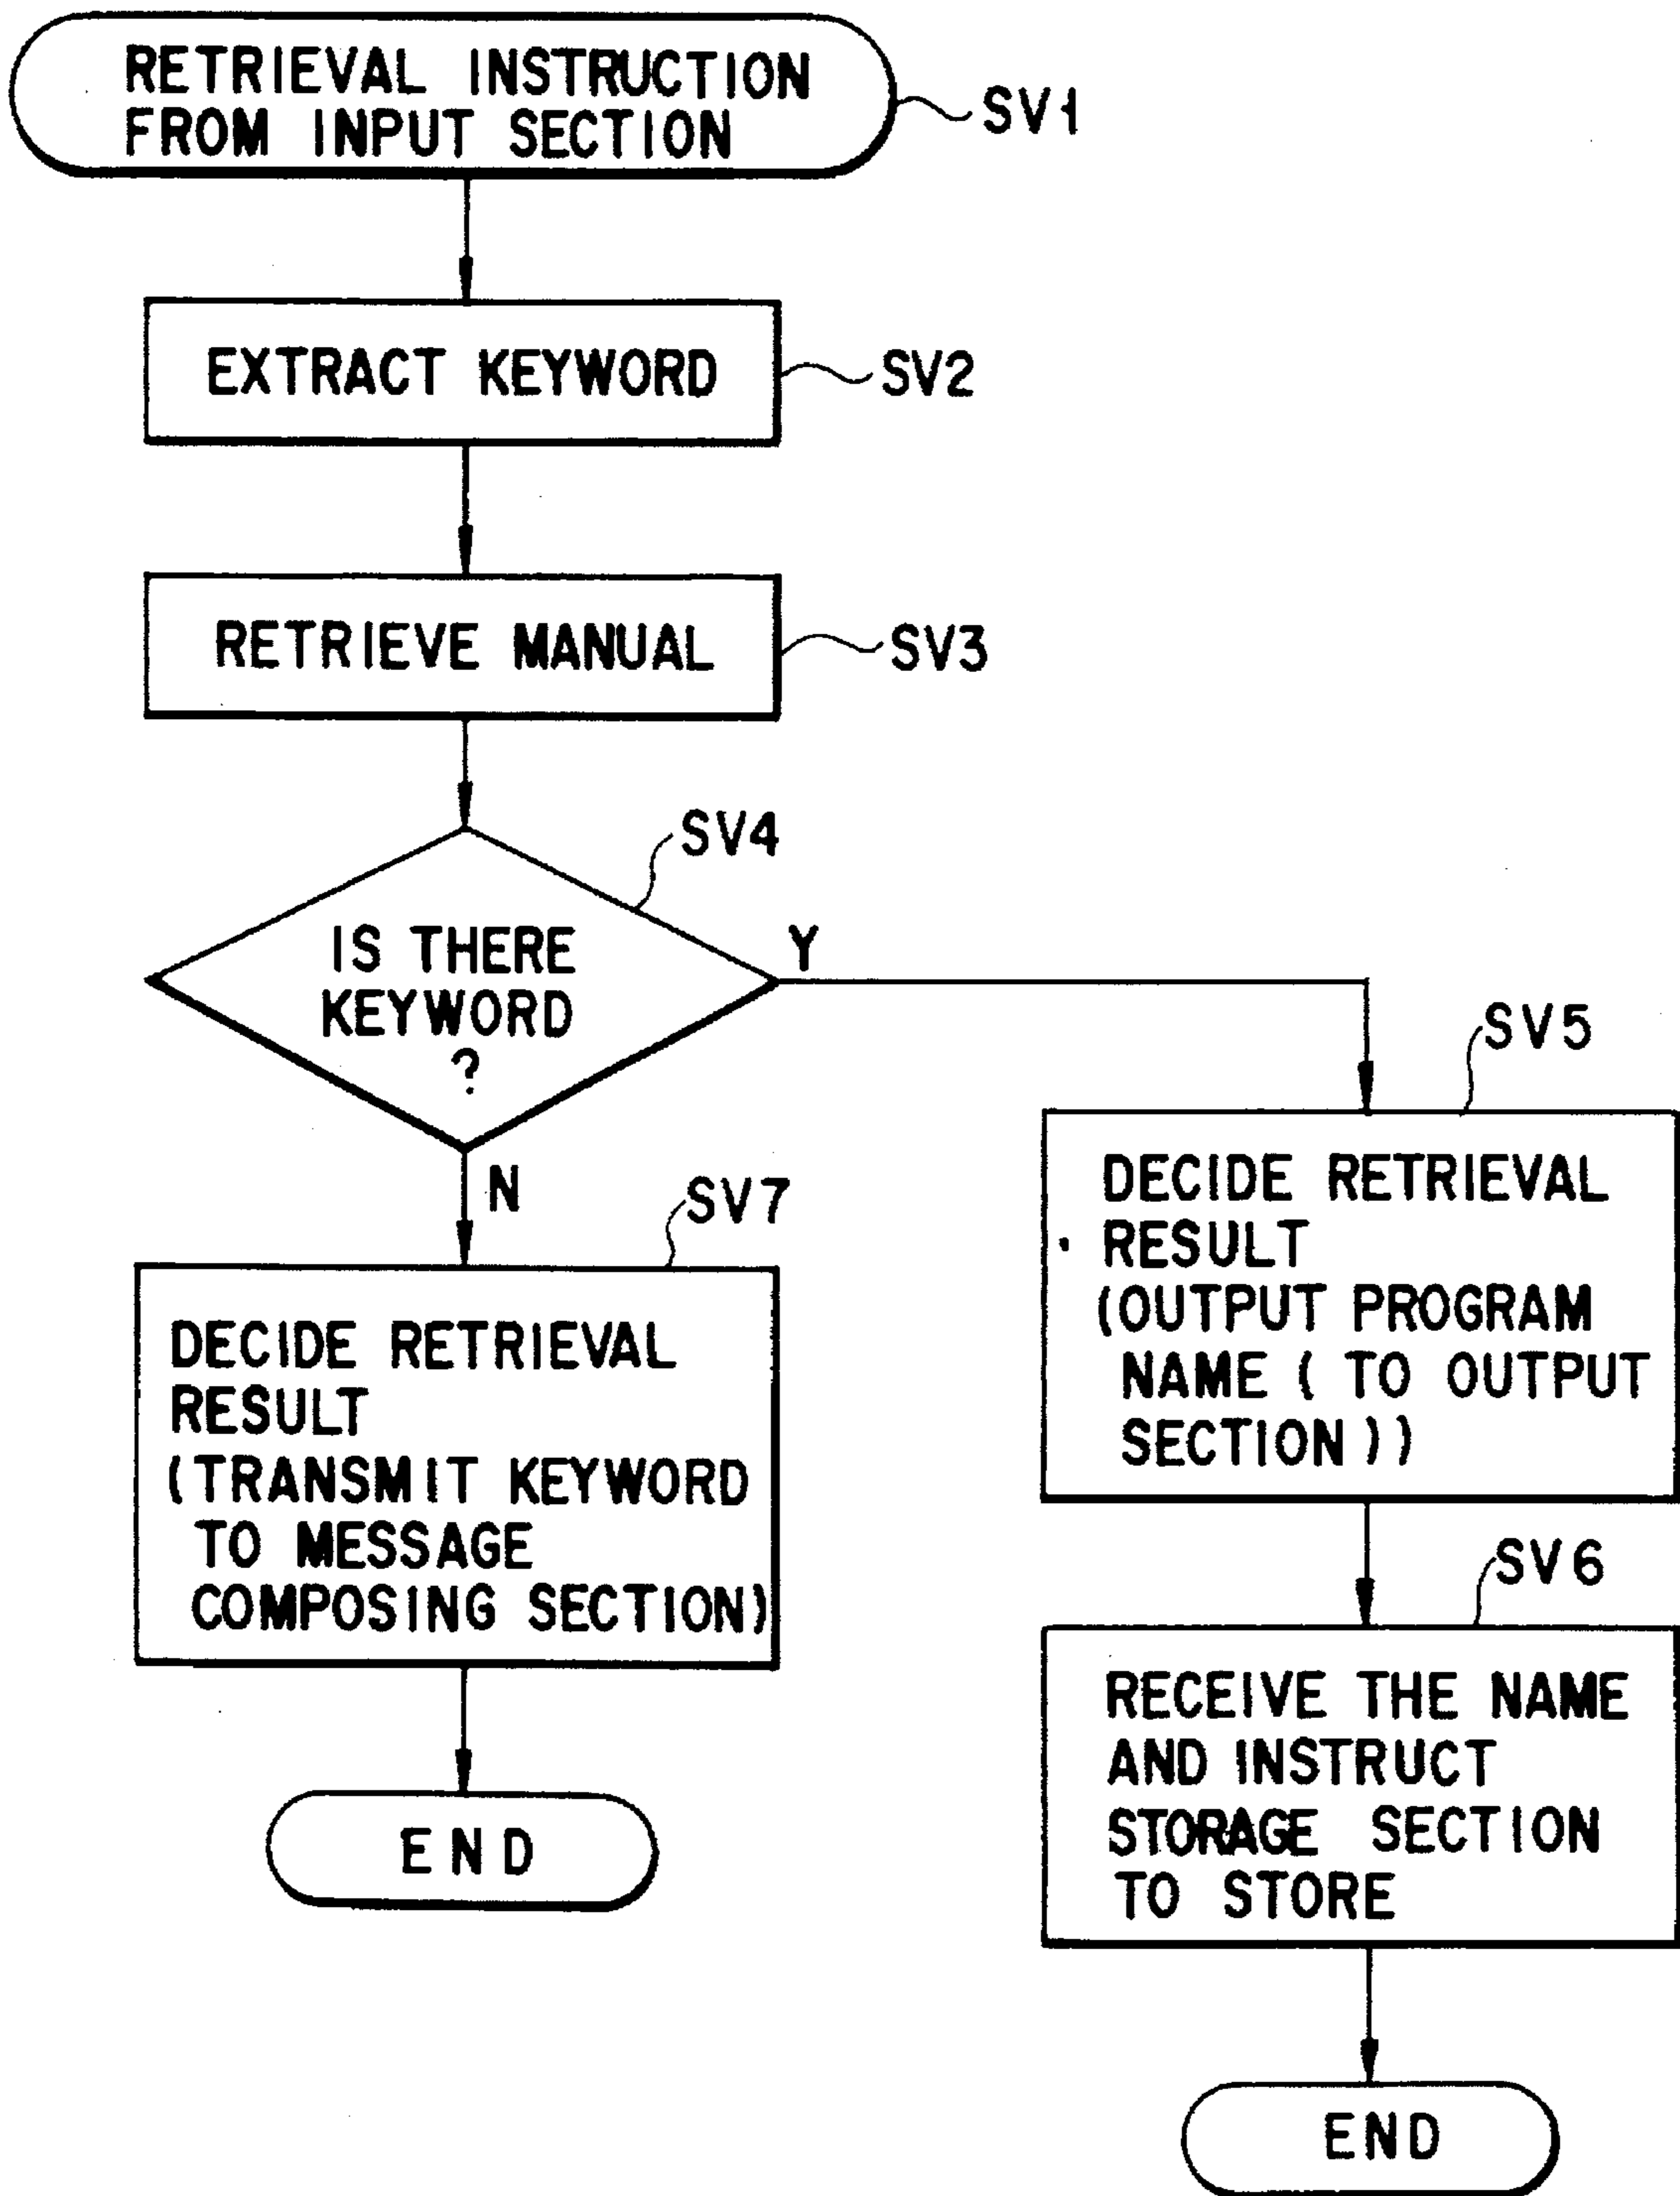 RETRIEVAL INSTRUCTION
FROM INPUT SECTION
SV1
EXTRACT KEYWORD
SV2
RETRIEVE MANUAL
SV3
SV4
IS THERE
KEYWORD
?
Y
N
SV5
DECIDE RETRIEVAL
RESULT
(OUTPUT PROGRAM
NAME ( TO OUTPUT
SECTION ) )
SV7
DECIDE RETRIEVAL
RESULT
(TRANSMIT KEYWORD
TO MESSAGE
COMPOSING SECTION)
SV6
RECEIVE THE NAME
AND INSTRUCT
STORAGE SECTION
TO STORE
END
END